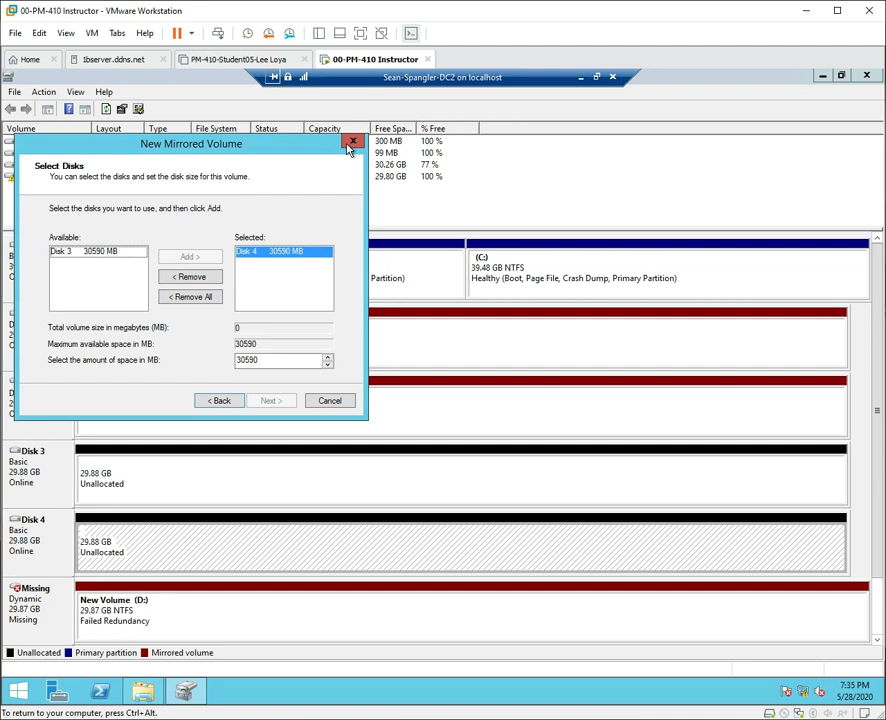 00-PM-410 Instructor - VMware Workstation
File Edit View VM Tabs Help
Home 1bserver.ddns.net PM-410-Student05-Lee Loya 00-PM-410 Instructor
Sean-Spangler-DC2 on localhost
File Action View Help
Volume Layout Type File System Status Capacity Free Spa... % Free
300 MB 100 %
99 MB 100 %
30.26 GB 77 %
29.80 GB 100 %
New Mirrored Volume
Select Disks
You can select the disks and set the disk size for this volume.
Select the disks you want to use, and then click Add.
Available: Selected:
Disk 3 30590 MB Disk 4 30590 MB
Add >
< Remove
< Remove All
Total volume size in megabytes (MB): 0
Maximum available space in MB: 30590
Select the amount of space in MB: 30590
< Back Next > Cancel
(C:)
39.48 GB NTFS
Partition) Healthy (Boot, Page File, Crash Dump, Primary Partition)
Disk 3
Basic
29.88 GB
Online
29.88 GB
Unallocated
Disk 4
Basic
29.88 GB
Online
29.88 GB
Unallocated
Missing
Dynamic
29.87 GB
Missing
New Volume (D:)
29.87 GB NTFS
Failed Redundancy
Unallocated Primary partition Mirrored volume
7:35 PM
5/28/2020
To return to your computer, press Ctrl+Alt.